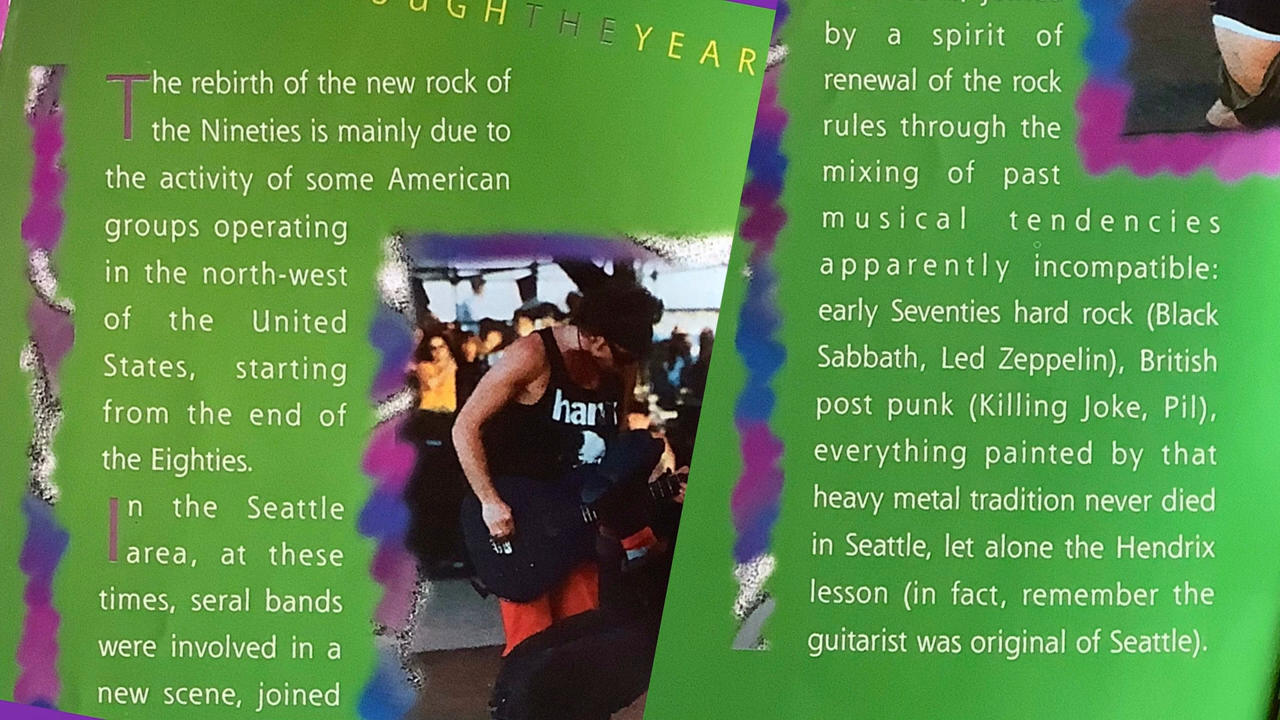 THE YEAR
The rebirth of the new rock of
the Nineties is mainly due to
the activity of some American
groups operating
in the north-west
of the United
States, starting
from the end of
the Eighties.
In the Seattle
area, at these
times, seral bands
were involved in a
new scene, joined
by a spirit of
renewal of the rock
rules through the
mixing of past
musical tendencies
apparently incompatible:
early Seventies hard rock (Black
Sabbath, Led Zeppelin), British
post punk (Killing Joke, Pil),
everything painted by that
heavy metal tradition never died
in Seattle, let alone the Hendrix
lesson (in fact, remember the
guitarist was original of Seattle).